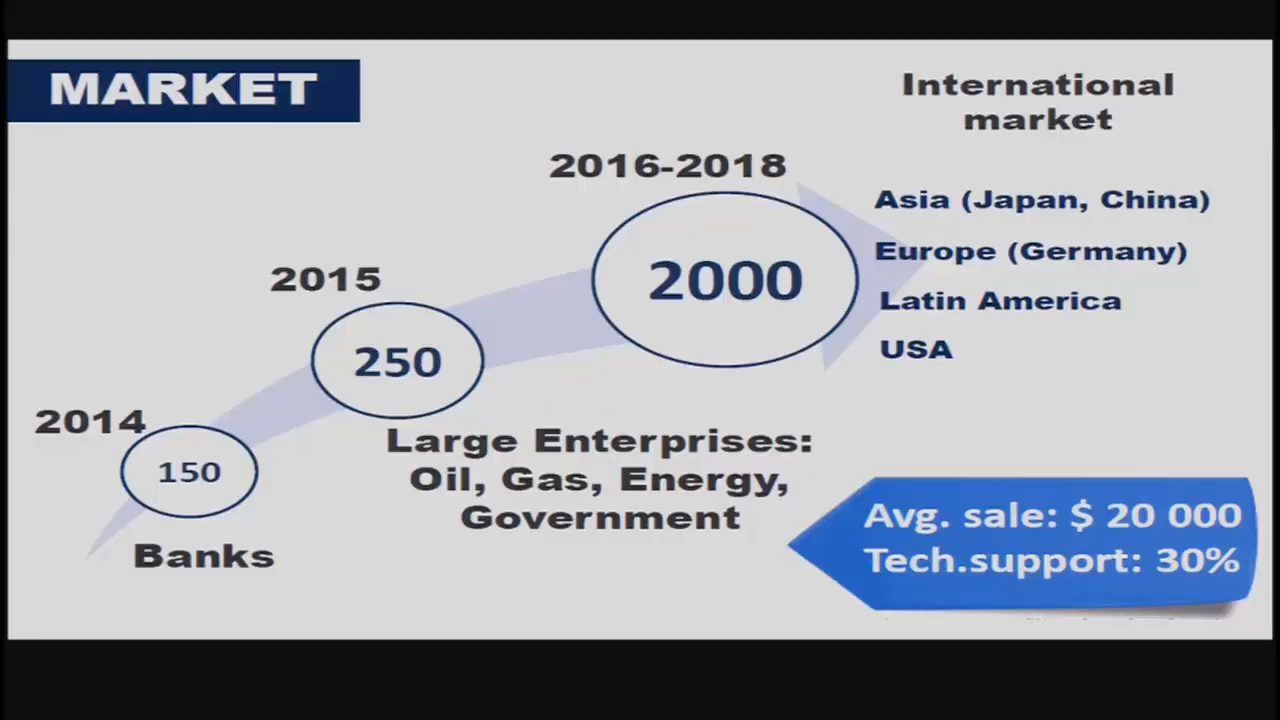 MARKET
International
market
2016-2018
2000
Asia (Japan, China)
Europe (Germany)
Latin America
USA
2015
250
2014
150
Banks
Large Enterprises:
Oil, Gas, Energy,
Government
Avg. sale: $ 20 000
Tech.support: 30%